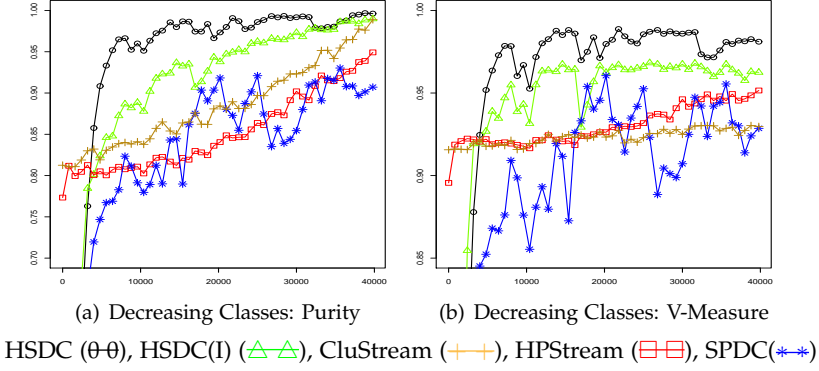 1.00
0.95
0.90
0.85
0.80
0.75
0.70
0 10000 20000 30000 40000
1.00
0.95
0.90
0.85
0 10000 20000 30000 40000
(a) Decreasing Classes: Purity
(b) Decreasing Classes: V-Measure
HSDC (θ-θ), HSDC(I) (△△), CluStream (++), HPStream (□□), SPDC(∗∗)